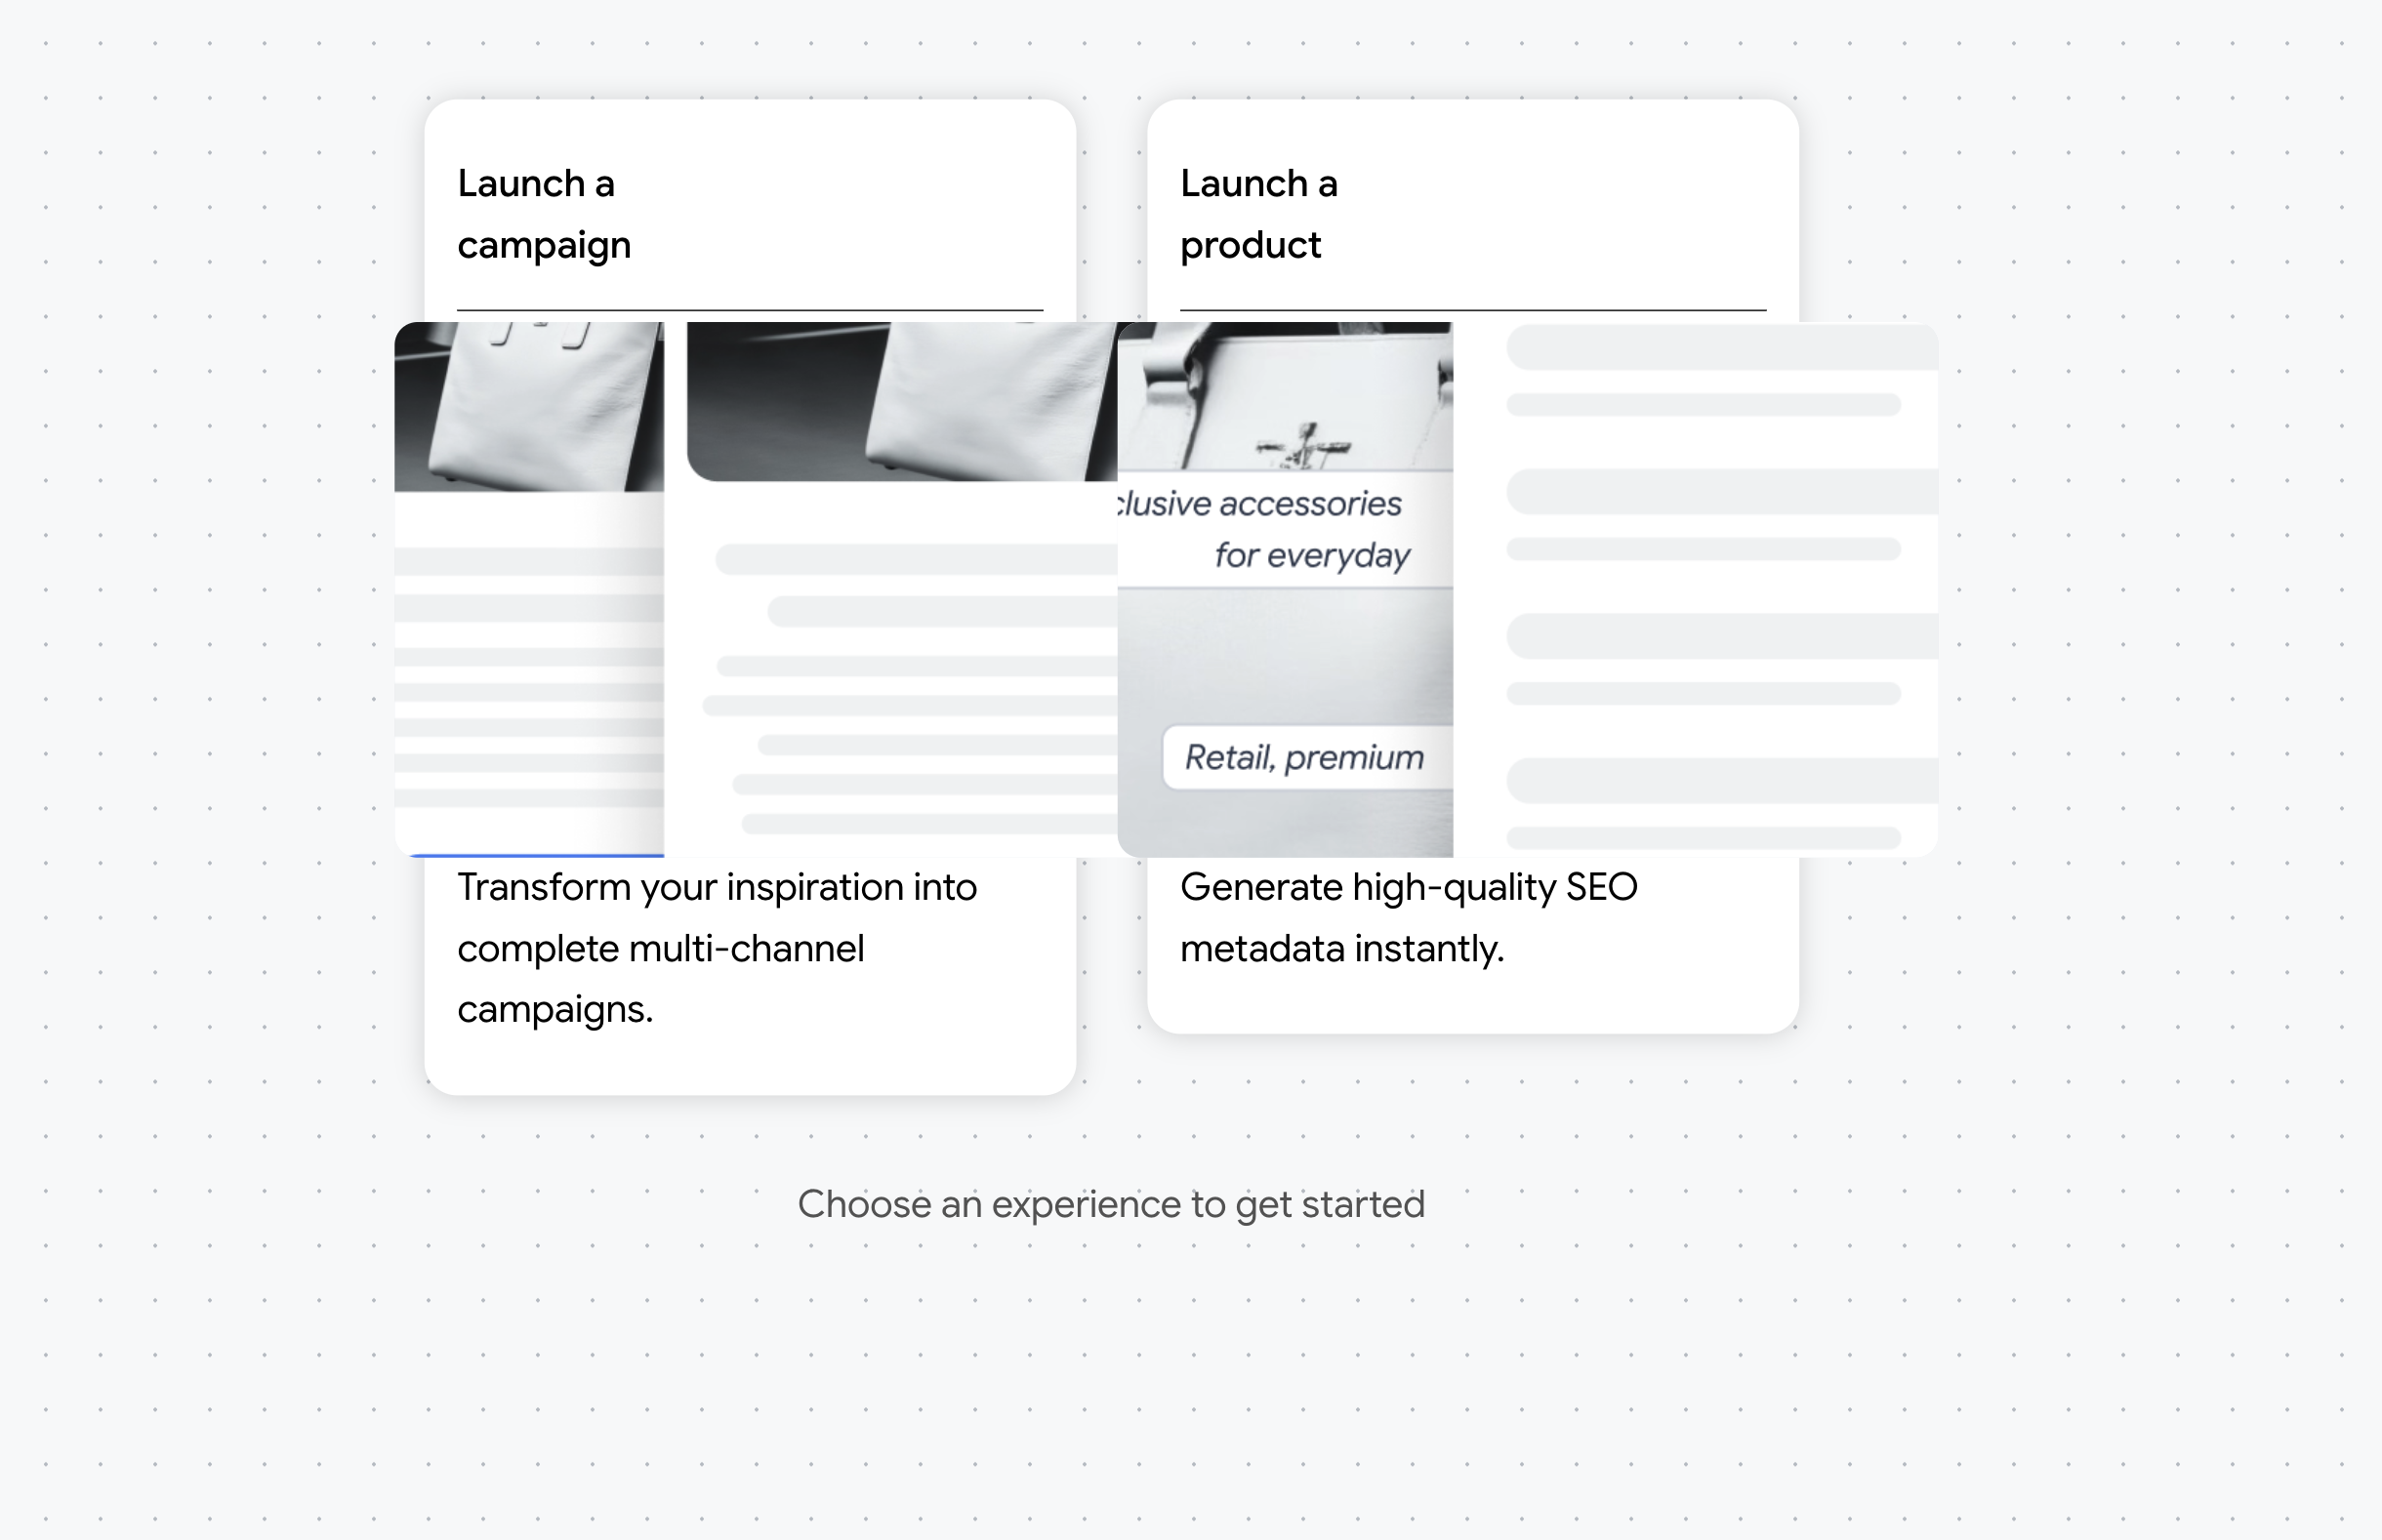 Launch a
campaign
Launch a
product
clusive accessories
for everyday
Retail, premium
Transform your inspiration into
complete multi-channel
campaigns.
Generate high-quality SEO
metadata instantly.
Choose an experience to get started